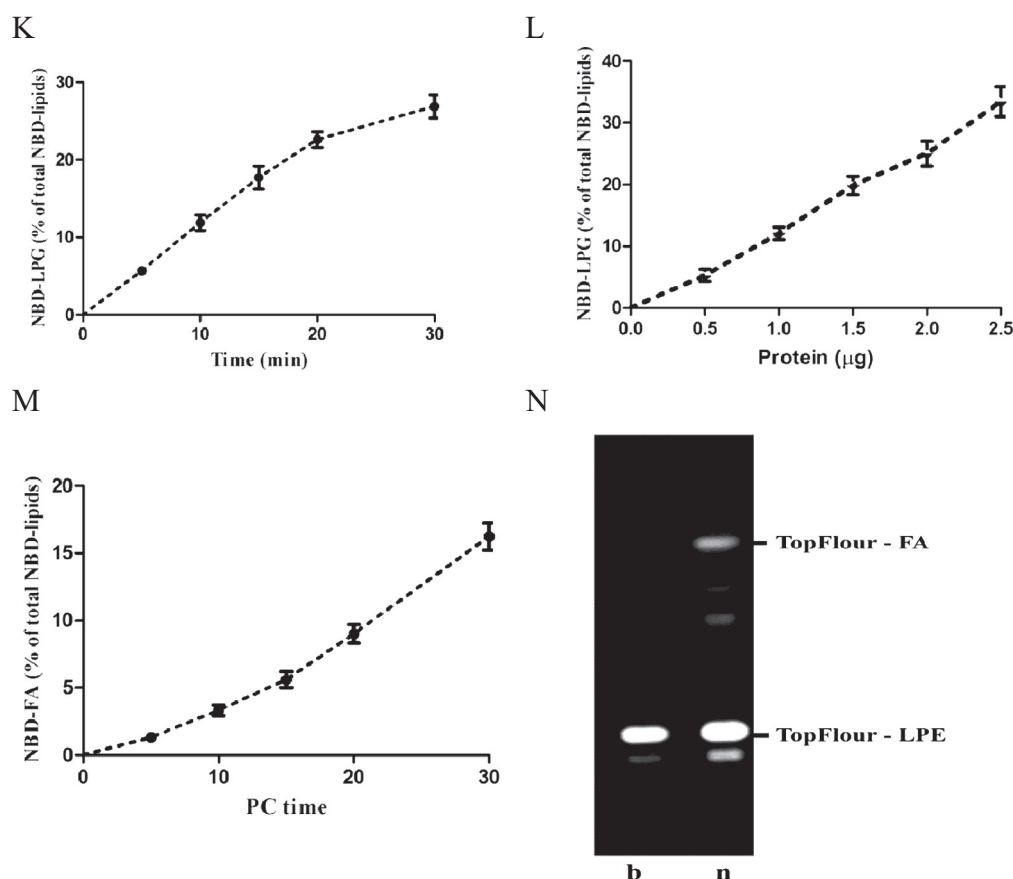 K
NBD-LPG (% of total NBD-lipids)
30
20
10
0
0 10 20 30
Time (min)
L
NBD-LPG (% of total NBD-lipids)
40
30
20
10
0
0.0 0.5 1.0 1.5 2.0 2.5
Protein (μg)
M
NBD-FA (% of total NBD-lipids)
20
15
10
5
0
0 10 20 30
PC time
N
TopFlour - FA
TopFlour - LPE
b n